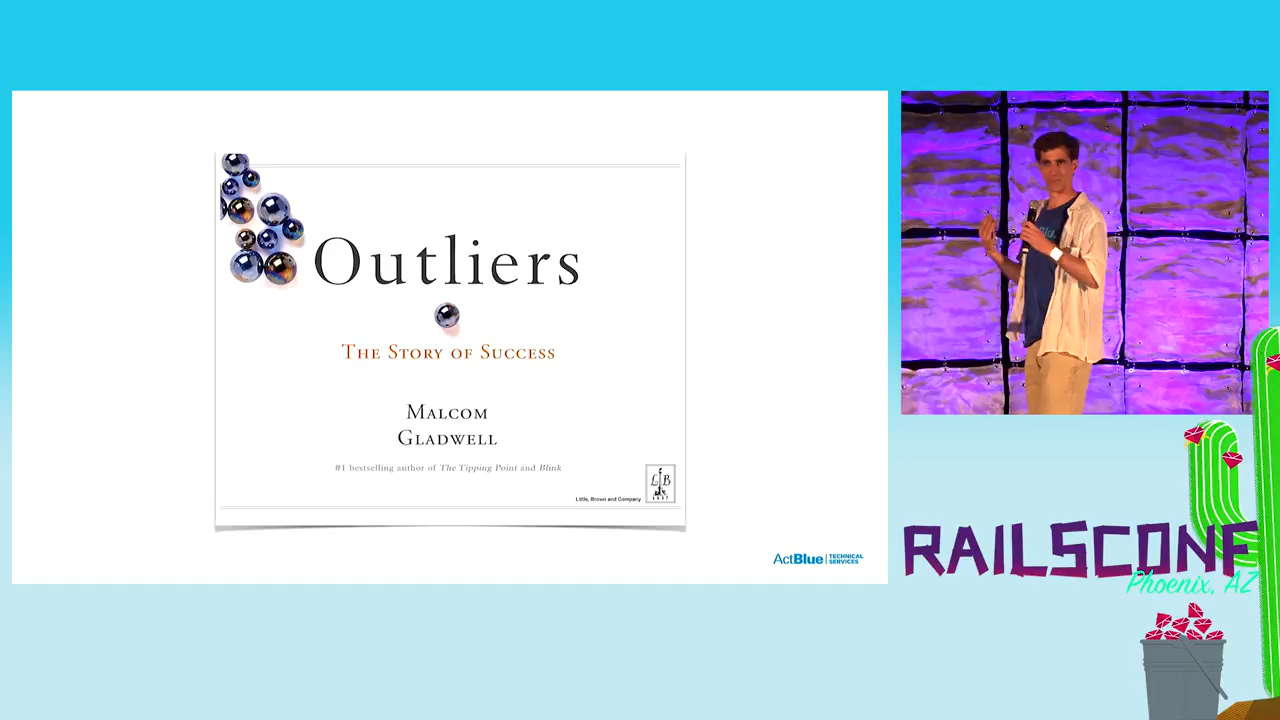 Outliers
The Story of Success
Malcom
Gladwell
#1 bestselling author of The Tipping Point and Blink
L B
1837
Little, Brown and Company
ActBlue | TECHNICAL
SERVICES
RAILSCONF
Phoenix, AZ